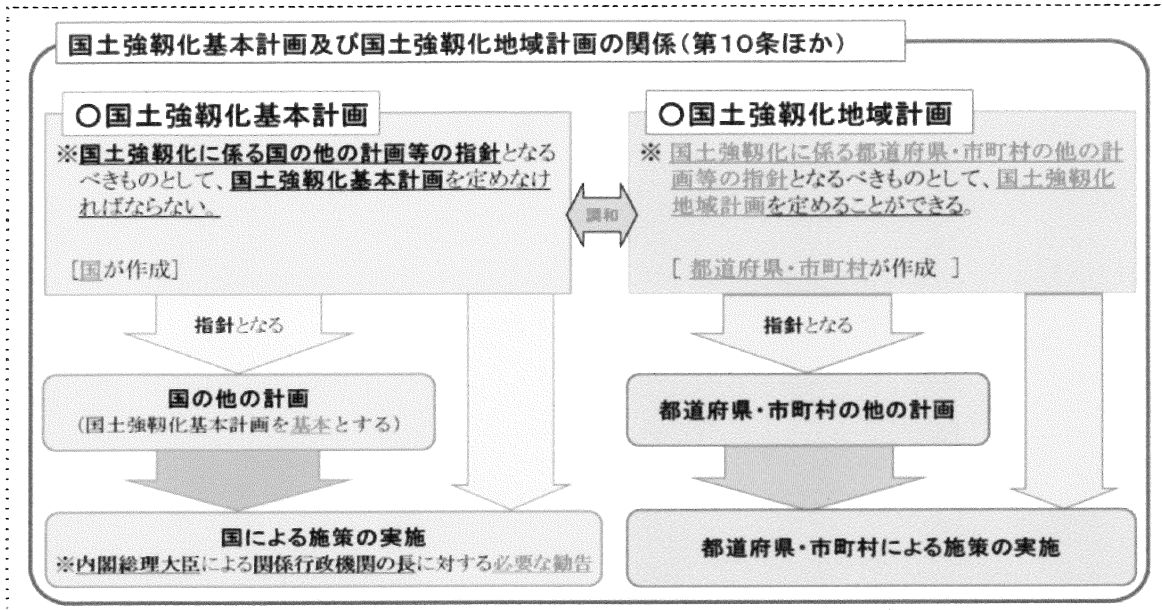 国土強靱化基本計画及び国土強靱化地域計画の関係(第10条ほか)
○国土強靱化基本計画
※国土強靱化に係る国の他の計画等の指針となる
べきものとして、国土強靱化基本計画を定めなけ
ればならない。
[国が作成]
調和
○国土強靱化地域計画
※ 国土強靱化に係る都道府県・市町村の他の計
画等の指針となるべきものとして、国土強靱化
地域計画を定めることができる。
[ 都道府県・市町村が作成 ]
指針となる
国の他の計画
(国土強靱化基本計画を基本とする)
国による施策の実施
※内閣総理大臣による関係行政機関の長に対する必要な勧告
指針となる
都道府県・市町村の他の計画
都道府県・市町村による施策の実施